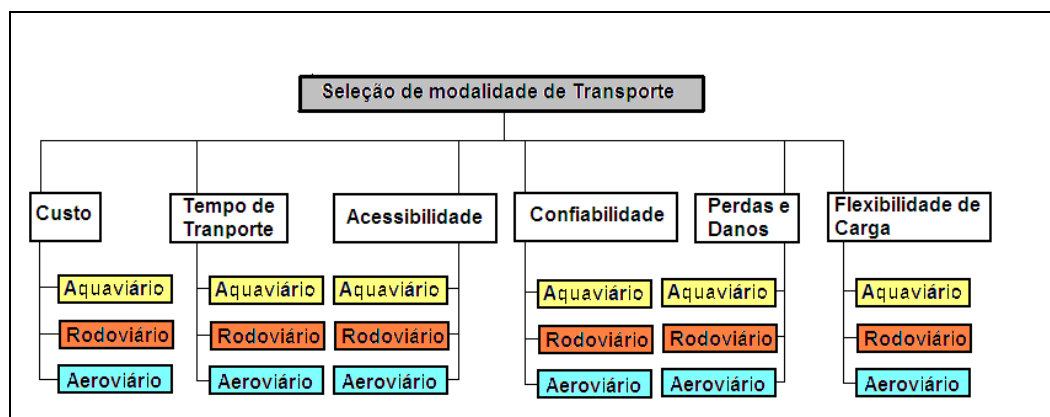 Seleção de modalidade de Transporte
Custo
Tempo de
Tranporte
Acessibilidade
Confiabilidade
Perdas e
Danos
Flexibilidade de
Carga
Aquaviário
Aquaviário
Aquaviário
Aquaviário
Aquaviário
Aquaviário
Rodoviário
Rodoviário
Rodoviário
Rodoviário
Rodoviário
Rodoviário
Aeroviário
Aeroviário
Aeroviário
Aeroviário
Aeroviário
Aeroviário